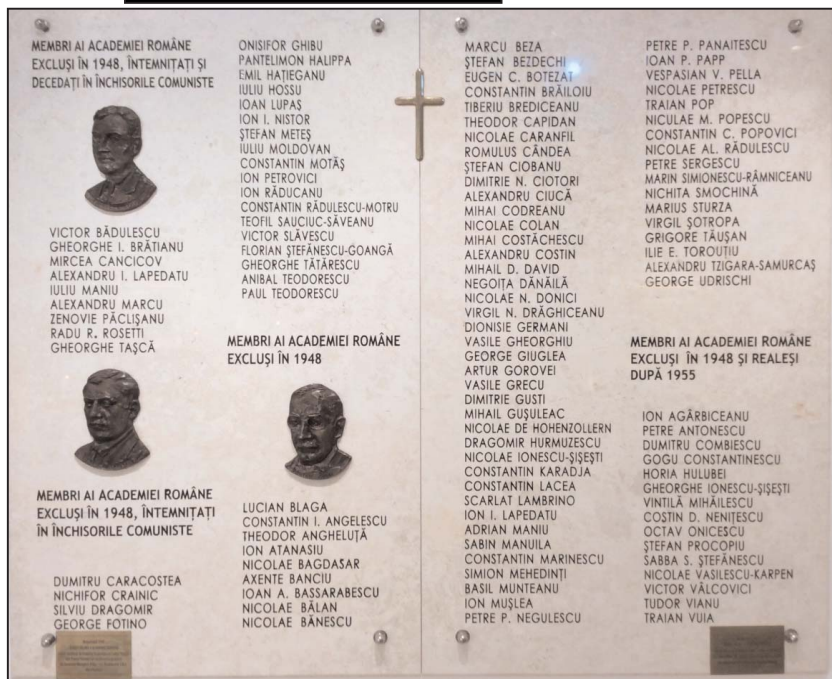 MEMBRI AI ACADEMIEI ROMÂNE
EXCLUȘI ÎN 1948, ÎNTEMNIȚAȚI ȘI
DECEDAȚI ÎN ÎNCHISORILE COMUNISTE
VICTOR BĂDULESCU
GHEORGHE I. BRĂTIANU
MIRCEA CANCICOV
ALEXANDRU I. LAPEDATU
IULIU MANIU
ALEXANDRU MARCU
ZENOVIE PÂCLIȘANU
RADU R. ROSETTI
GHEORGHE TAȘCĂ
MEMBRI AI ACADEMIEI ROMÂNE
EXCLUȘI ÎN 1948, ÎNTEMNIȚAȚI
ÎN ÎNCHISORILE COMUNISTE
DUMITRU CARACOSTEA
NICHIFOR CRAINIC
SILVIU DRAGOMIR
GEORGE FOTINO
ONISIFOR GHIBU
PANTELIMON HALIPPA
EMIL HAȚIEGANU
IULIU HOSSU
IOAN LUPAȘ
ION I. NISTOR
ȘTEFAN METEȘ
IULIU MOLDOVAN
CONSTANTIN MOTĂȘ
ION PETROVICI
ION RĂDUCANU
CONSTANTIN RĂDULESCU-MOTRU
TEOFIL SAUCIUC-SĂVEANU
VICTOR SLĂVESCU
FLORIAN ȘTEFĂNESCU-GOANGĂ
GHEORGHE TĂTĂRESCU
ANIBAL TEODORESCU
PAUL TEODORESCU
MEMBRI AI ACADEMIEI ROMÂNE
EXCLUȘI ÎN 1948
LUCIAN BLAGA
CONSTANTIN I. ANGELESCU
THEODOR ANGHELUȚĂ
ION ATANASIU
NICOLAE BAGDASAR
AXENTE BANCIU
IOAN A. BASSARABESCU
NICOLAE BĂLAN
NICOLAE BĂNESCU
MARCU BEZA
ȘTEFAN BEZDECHI
EUGEN C. BOTEZAT
CONSTANTIN BRĂILOIU
TIBERIU BREDICEANU
THEODOR CAPIDAN
NICOLAE CARANFIL
ROMULUS CÂNDEA
ȘTEFAN CIOBANU
DIMITRIE N. CIOTORI
ALEXANDRU CIUCĂ
MIHAI CODREANU
NICOLAE COLAN
MIHAI COSTĂCHESCU
ALEXANDRU COSTIN
MIHAIL D. DAVID
NEGOIȚA DĂNĂILĂ
NICOLAE N. DONICI
VIRGIL N. DRĂGHICEANU
DIONISIE GERMANI
VASILE GHEORGHIU
GEORGE GIUGLEA
ARTUR GOROVEI
VASILE GRECU
DIMITRIE GUSTI
MIHAIL GUȘULEAC
NICOLAE DE HOHENZOLLERN
DRAGOMIR HURMUZESCU
NICOLAE IONESCU-ȘIȘEȘTI
CONSTANTIN KARADJA
CONSTANTIN LACEA
SCARLAT LAMBRINO
ION I. LAPEDATU
ADRIAN MANIU
SABIN MANUILA
CONSTANTIN MARINESCU
SIMION MEHEDINȚI
BASIL MUNTEANU
ION MUȘLEA
PETRE P. NEGULESCU
PETRE P. PANAITESCU
IOAN P. PAPP
VESPASIAN V. PELLA
NICOLAE PETRESCU
TRAIAN POP
NICULAE M. POPESCU
CONSTANTIN C. POPOVICI
NICOLAE AL. RĂDULESCU
PETRE SERGESCU
MARIN SIMIONESCU-RÂMNICEANU
NICHITA SMOCHINĂ
MARIUS STURZA
VIRGIL ȘOTROPA
GRIGORE TĂUȘAN
ILIE E. TOROUȚIU
ALEXANDRU TZIGARA-SAMURCAȘ
GEORGE UDRISCHI
MEMBRI AI ACADEMIEI ROMÂNE
EXCLUȘI ÎN 1948 ȘI REALEȘI
DUPĂ 1955
ION AGÂRBICEANU
PETRE ANTONESCU
DUMITRU COMBIESCU
GOGU CONSTANTINESCU
HORIA HULUBEI
GHEORGHE IONESCU-ȘIȘEȘTI
VINTILĂ MIHĂILESCU
COSTIN D. NENIȚESCU
OCTAV ONICESCU
ȘTEFAN PROCOPIU
SABBA S. ȘTEFĂNESCU
NICOLAE VASILESCU-KARPEN
VICTOR VÂLCOVICI
TUDOR VIANU
TRAIAN VUIA